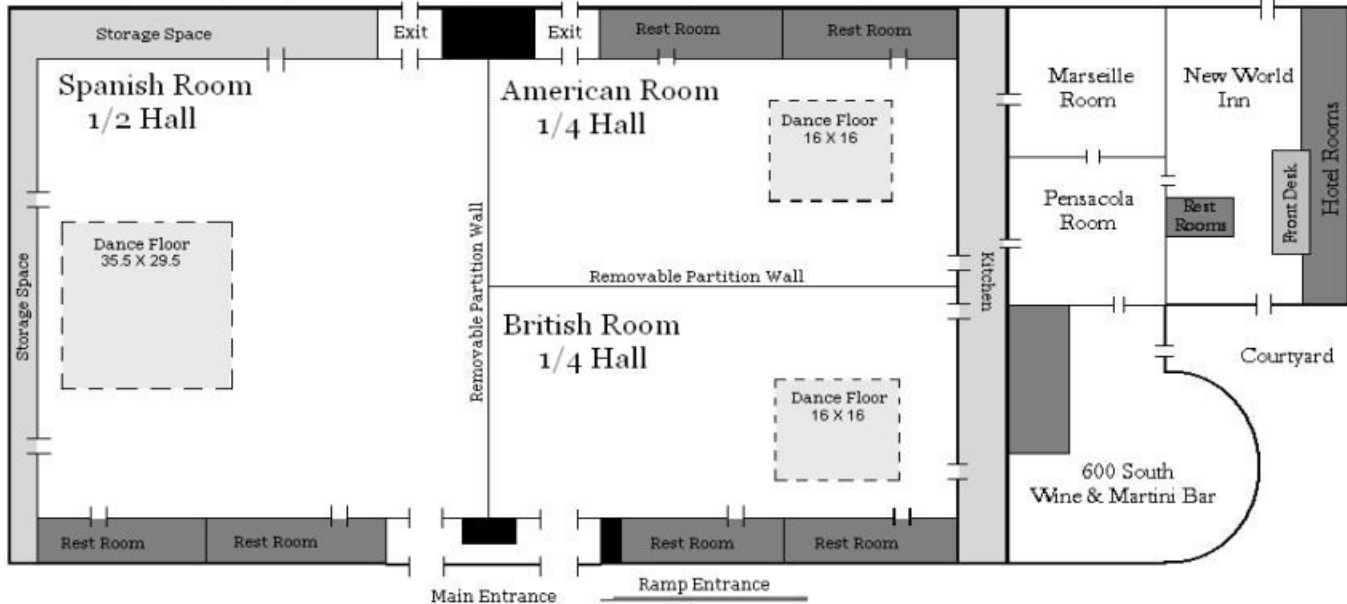 Storage Space
Exit
Exit
Rest Room
Rest Room
Spanish Room
1/2 Hall
American Room
1/4 Hall
Dance Floor
16 X 16
Marseille
Room
New World
Inn
Hotel Rooms
Front Desk
Pensacola
Room
Rest
Rooms
Dance Floor
35.5 X 29.5
Storage Space
Removable Partition Wall
Removable Partition Wall
Kitchen
British Room
1/4 Hall
Dance Floor
16 X 16
Courtyard
600 South
Wine & Martini Bar
Rest Room
Rest Room
Rest Room
Rest Room
Main Entrance
Ramp Entrance